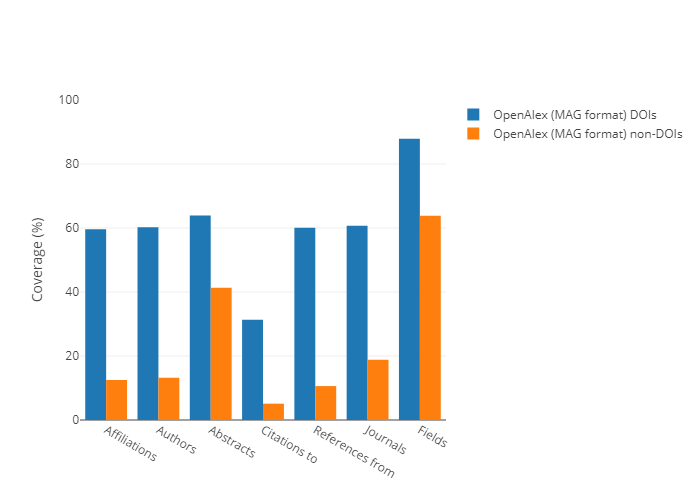 OpenAlex (MAG format) DOIs
OpenAlex (MAG format) non-DOIs
Coverage (%)
100
80
60
40
20
0
Affiliations
Authors
Abstracts
Citations to
References from
Journals
Fields